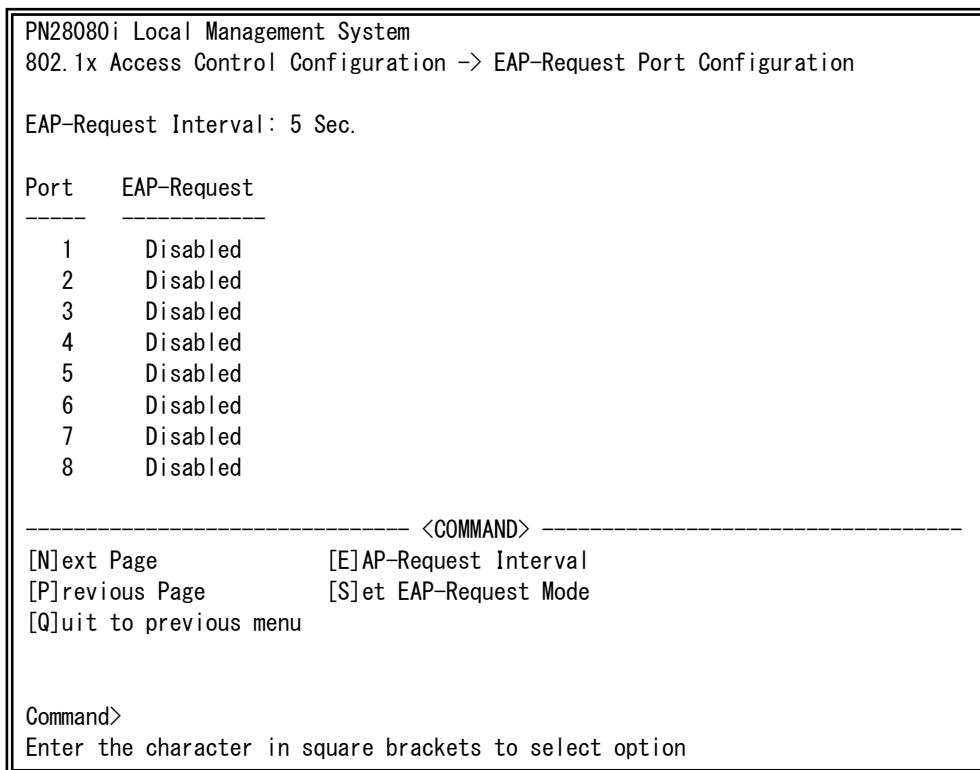 PN28080i Local Management System
802.1x Access Control Configuration -> EAP-Request Port Configuration
EAP-Request Interval: 5 Sec.
Port    EAP-Request
-----   ------------
1      Disabled
2      Disabled
3      Disabled
4      Disabled
5      Disabled
6      Disabled
7      Disabled
8      Disabled
-------------------------------- <COMMAND> -----------------------------------
[N]ext Page              [E]AP-Request Interval
[P]revious Page          [S]et EAP-Request Mode
[Q]uit to previous menu
Command>
Enter the character in square brackets to select option